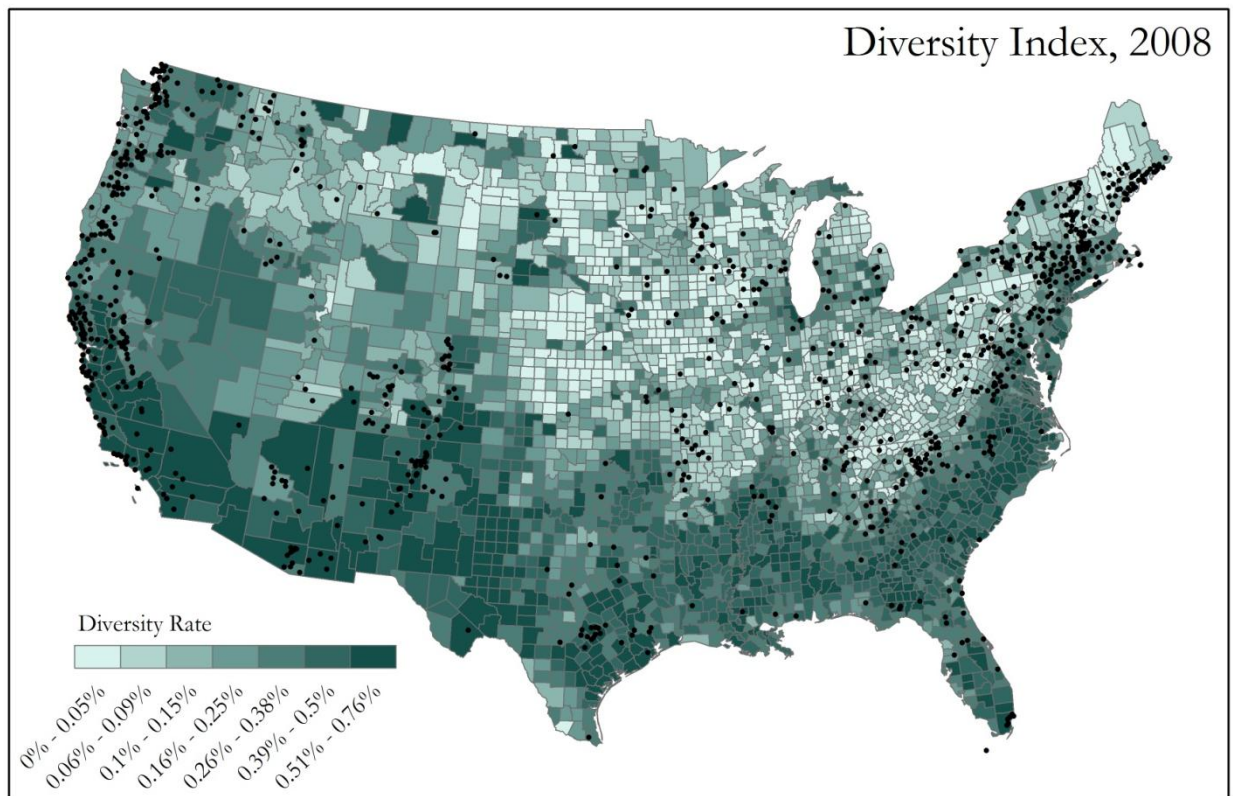 Diversity Index, 2008
Diversity Rate
0% - 0.05%
0.06% - 0.09%
0.1% - 0.15%
0.16% - 0.25%
0.26% - 0.38%
0.39% - 0.5%
0.51% - 0.76%